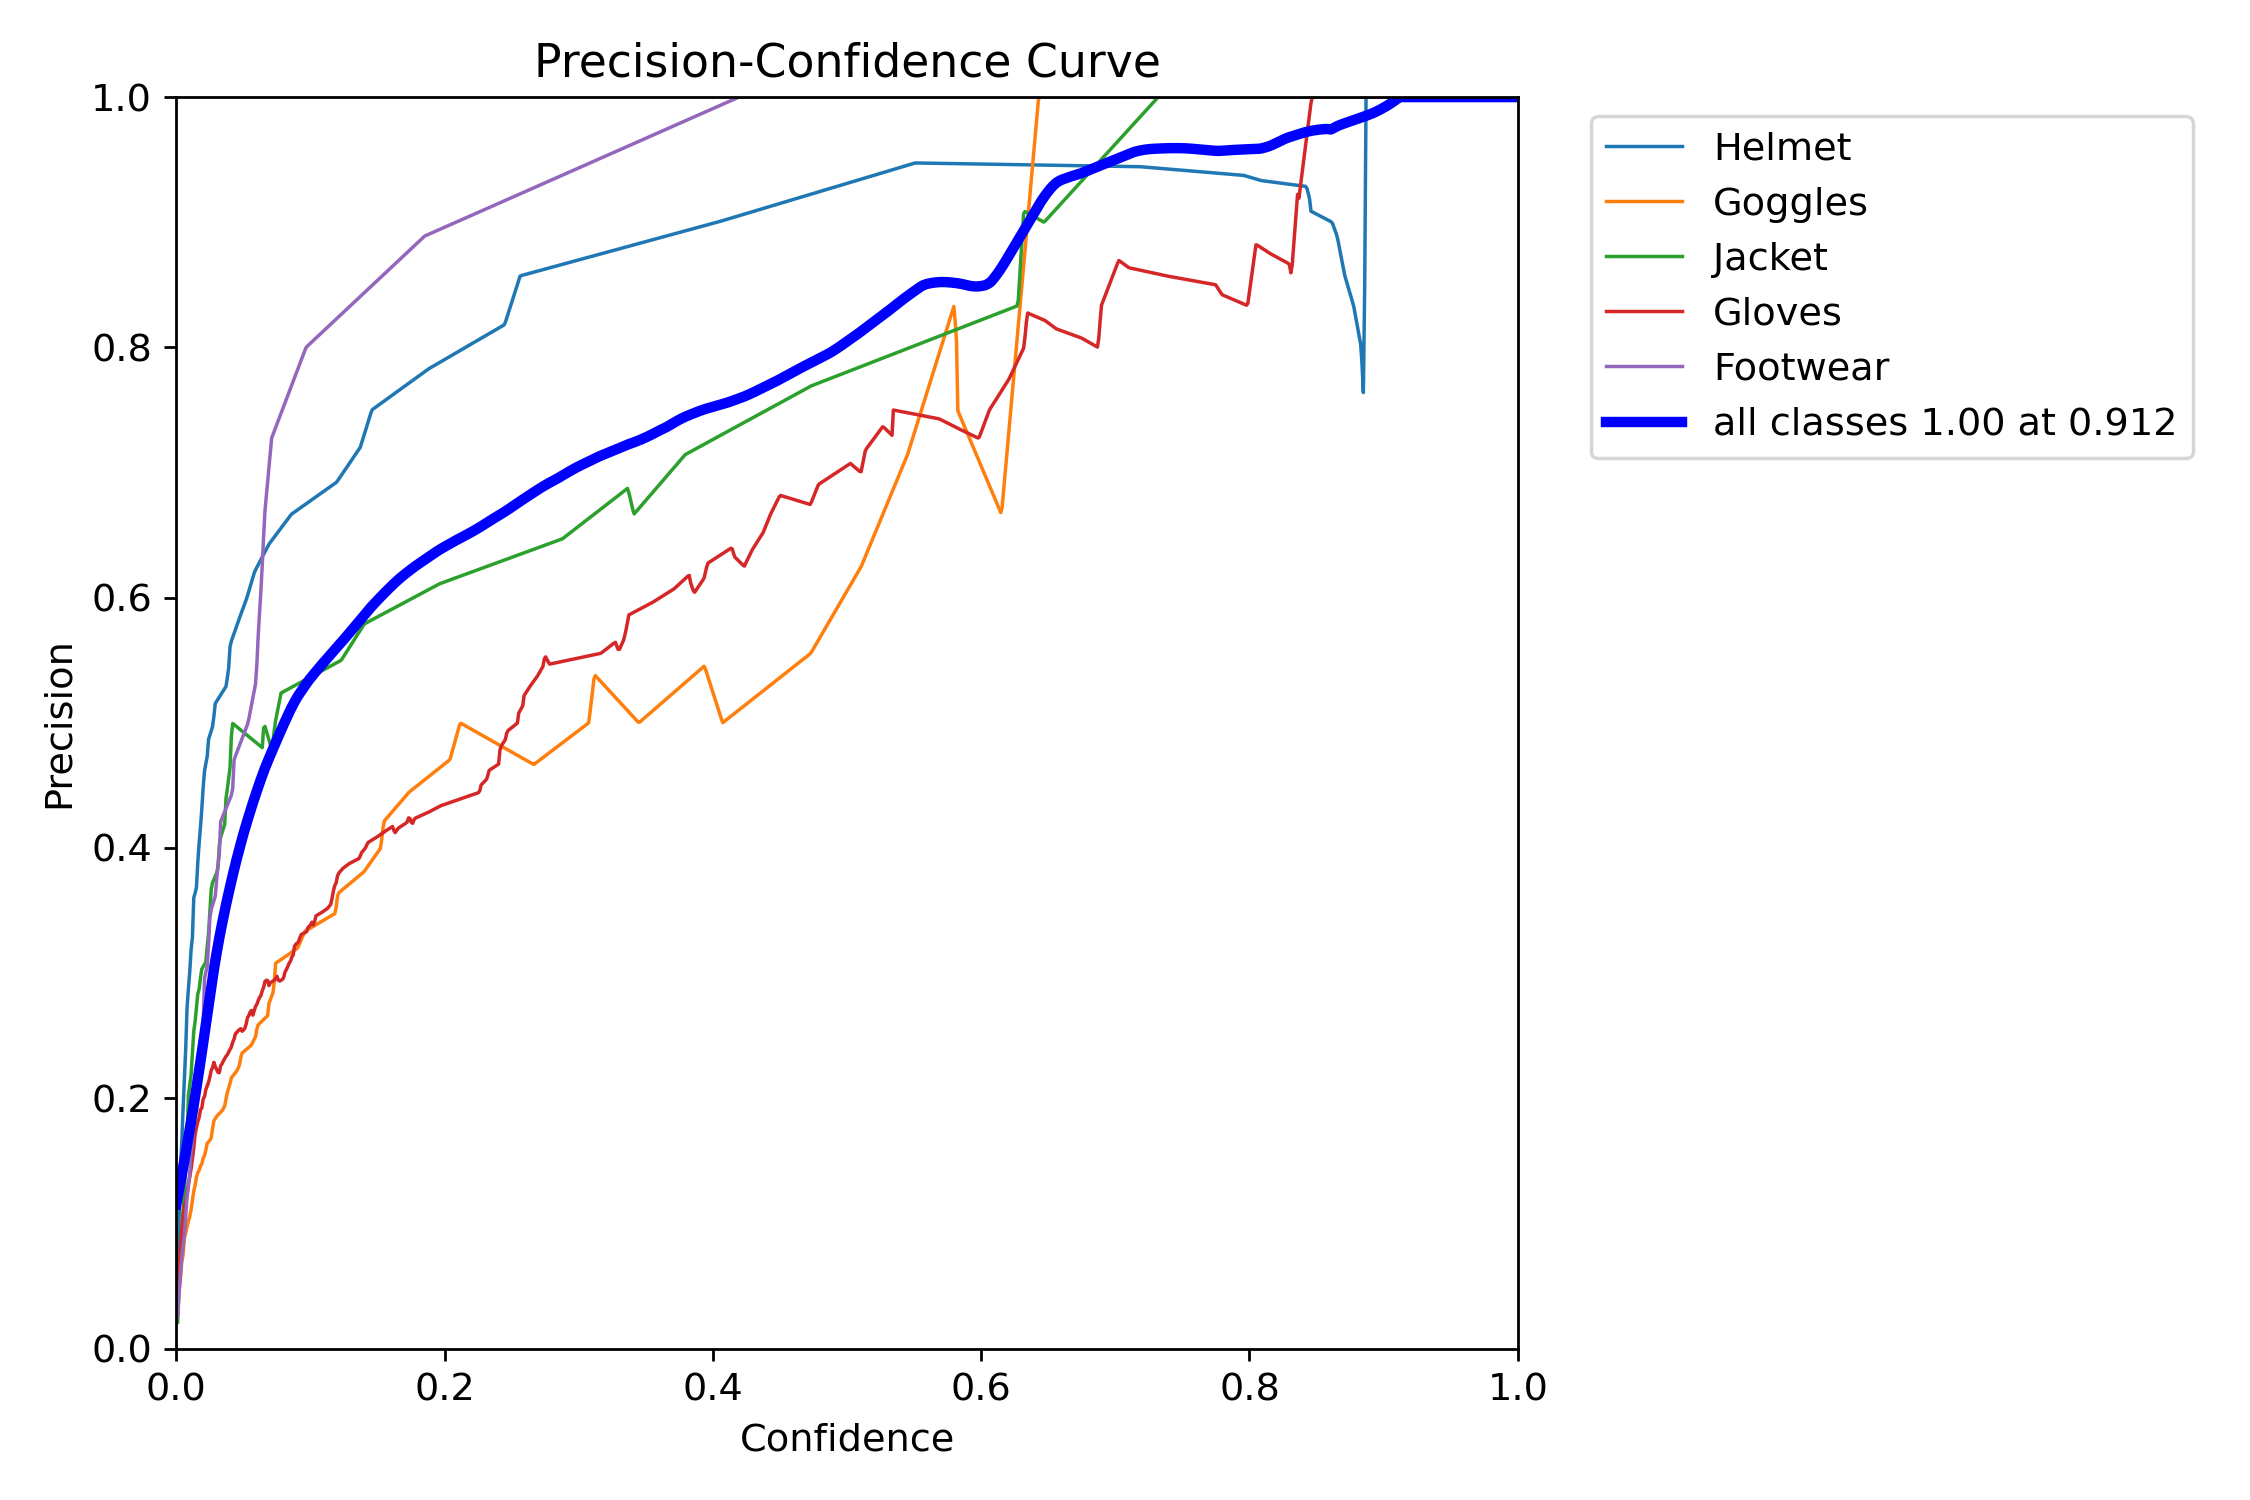 Precision-Confidence Curve
1.0
0.8
0.6
0.4
0.2
0.0
Precision
0.0 0.2 0.4 0.6 0.8 1.0
Confidence
Helmet
Goggles
Jacket
Gloves
Footwear
all classes 1.00 at 0.912